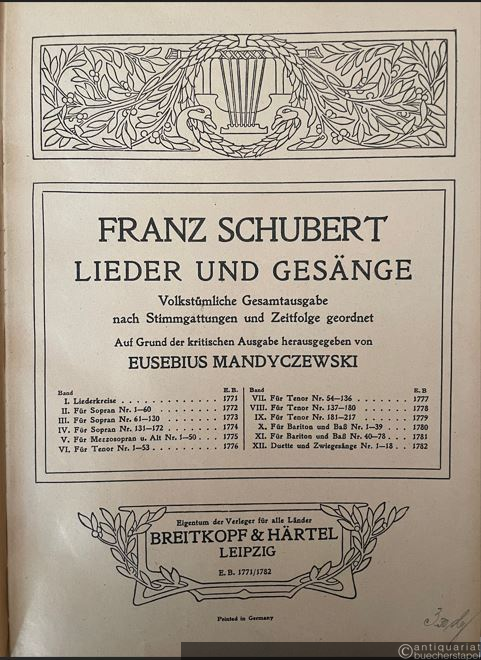 FRANZ SCHUBERT
LIEDER UND GESÄNGE
Volkstümliche Gesamtausgabe
nach Stimmgattungen und Zeitfolge geordnet
Auf Grund der kritischen Ausgabe herausgegeben von
EUSEBIUS MANDYCZEWSKI
Band E. B.
I. Liederkreise . . . . . . . . . . . . . . 1771
II. Für Sopran Nr. 1—60 . . . . . . . . 1772
III. Für Sopran Nr. 61—130 . . . . . . . 1773
IV. Für Sopran Nr. 131—172 . . . . . . 1774
V. Für Mezzosopran u. Alt Nr. 1—50 . . . 1775
VI. Für Tenor Nr. 1—53 . . . . . . . . . 1776
Band E. B
VII. Für Tenor Nr. 54—136 . . . . . . . . 1777
VIII. Für Tenor Nr. 137—180 . . . . . . . 1778
IX. Für Tenor Nr. 181—217 . . . . . . . 1779
X. Für Bariton und Baß Nr. 1—39 . . . . 1780
XI. Für Bariton und Baß Nr. 40—78 . . . 1781
XII. Duette und Zwiegesänge Nr. 1—18 . . 1782
Eigentum der Verleger für alle Länder
BREITKOPF & HÄRTEL
LEIPZIG
E. B. 1771/1782
Printed in Germany
antiquariat
buecherstapel